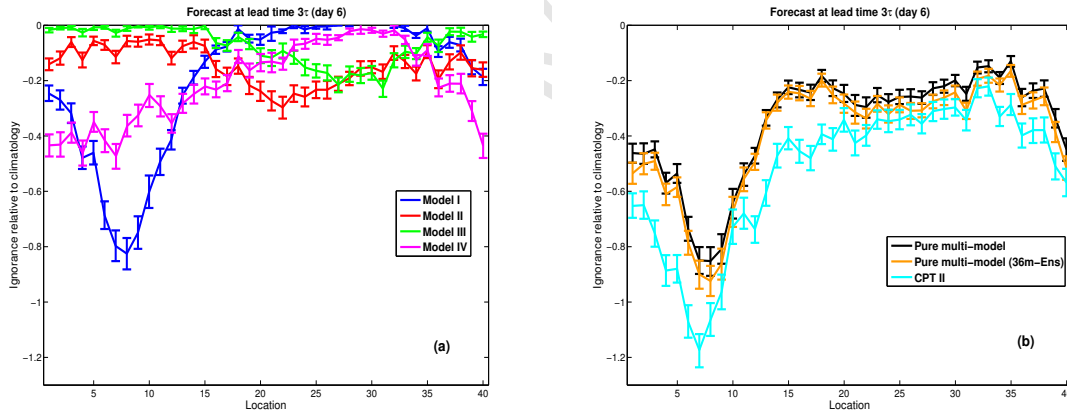 Forecast at lead time 3τ (day 6)
Ignorance relative to climatology
0
−0.2
−0.4
−0.6
−0.8
−1
−1.2
5
10
15
20
25
30
35
40
Location
Model I
Model II
Model III
Model IV
(a)
Forecast at lead time 3τ (day 6)
Ignorance relative to climatology
0
−0.2
−0.4
−0.6
−0.8
−1
−1.2
5
10
15
20
25
30
35
40
Location
Pure multi−model
Pure multi−model (36m−Ens)
CPT II
(b)